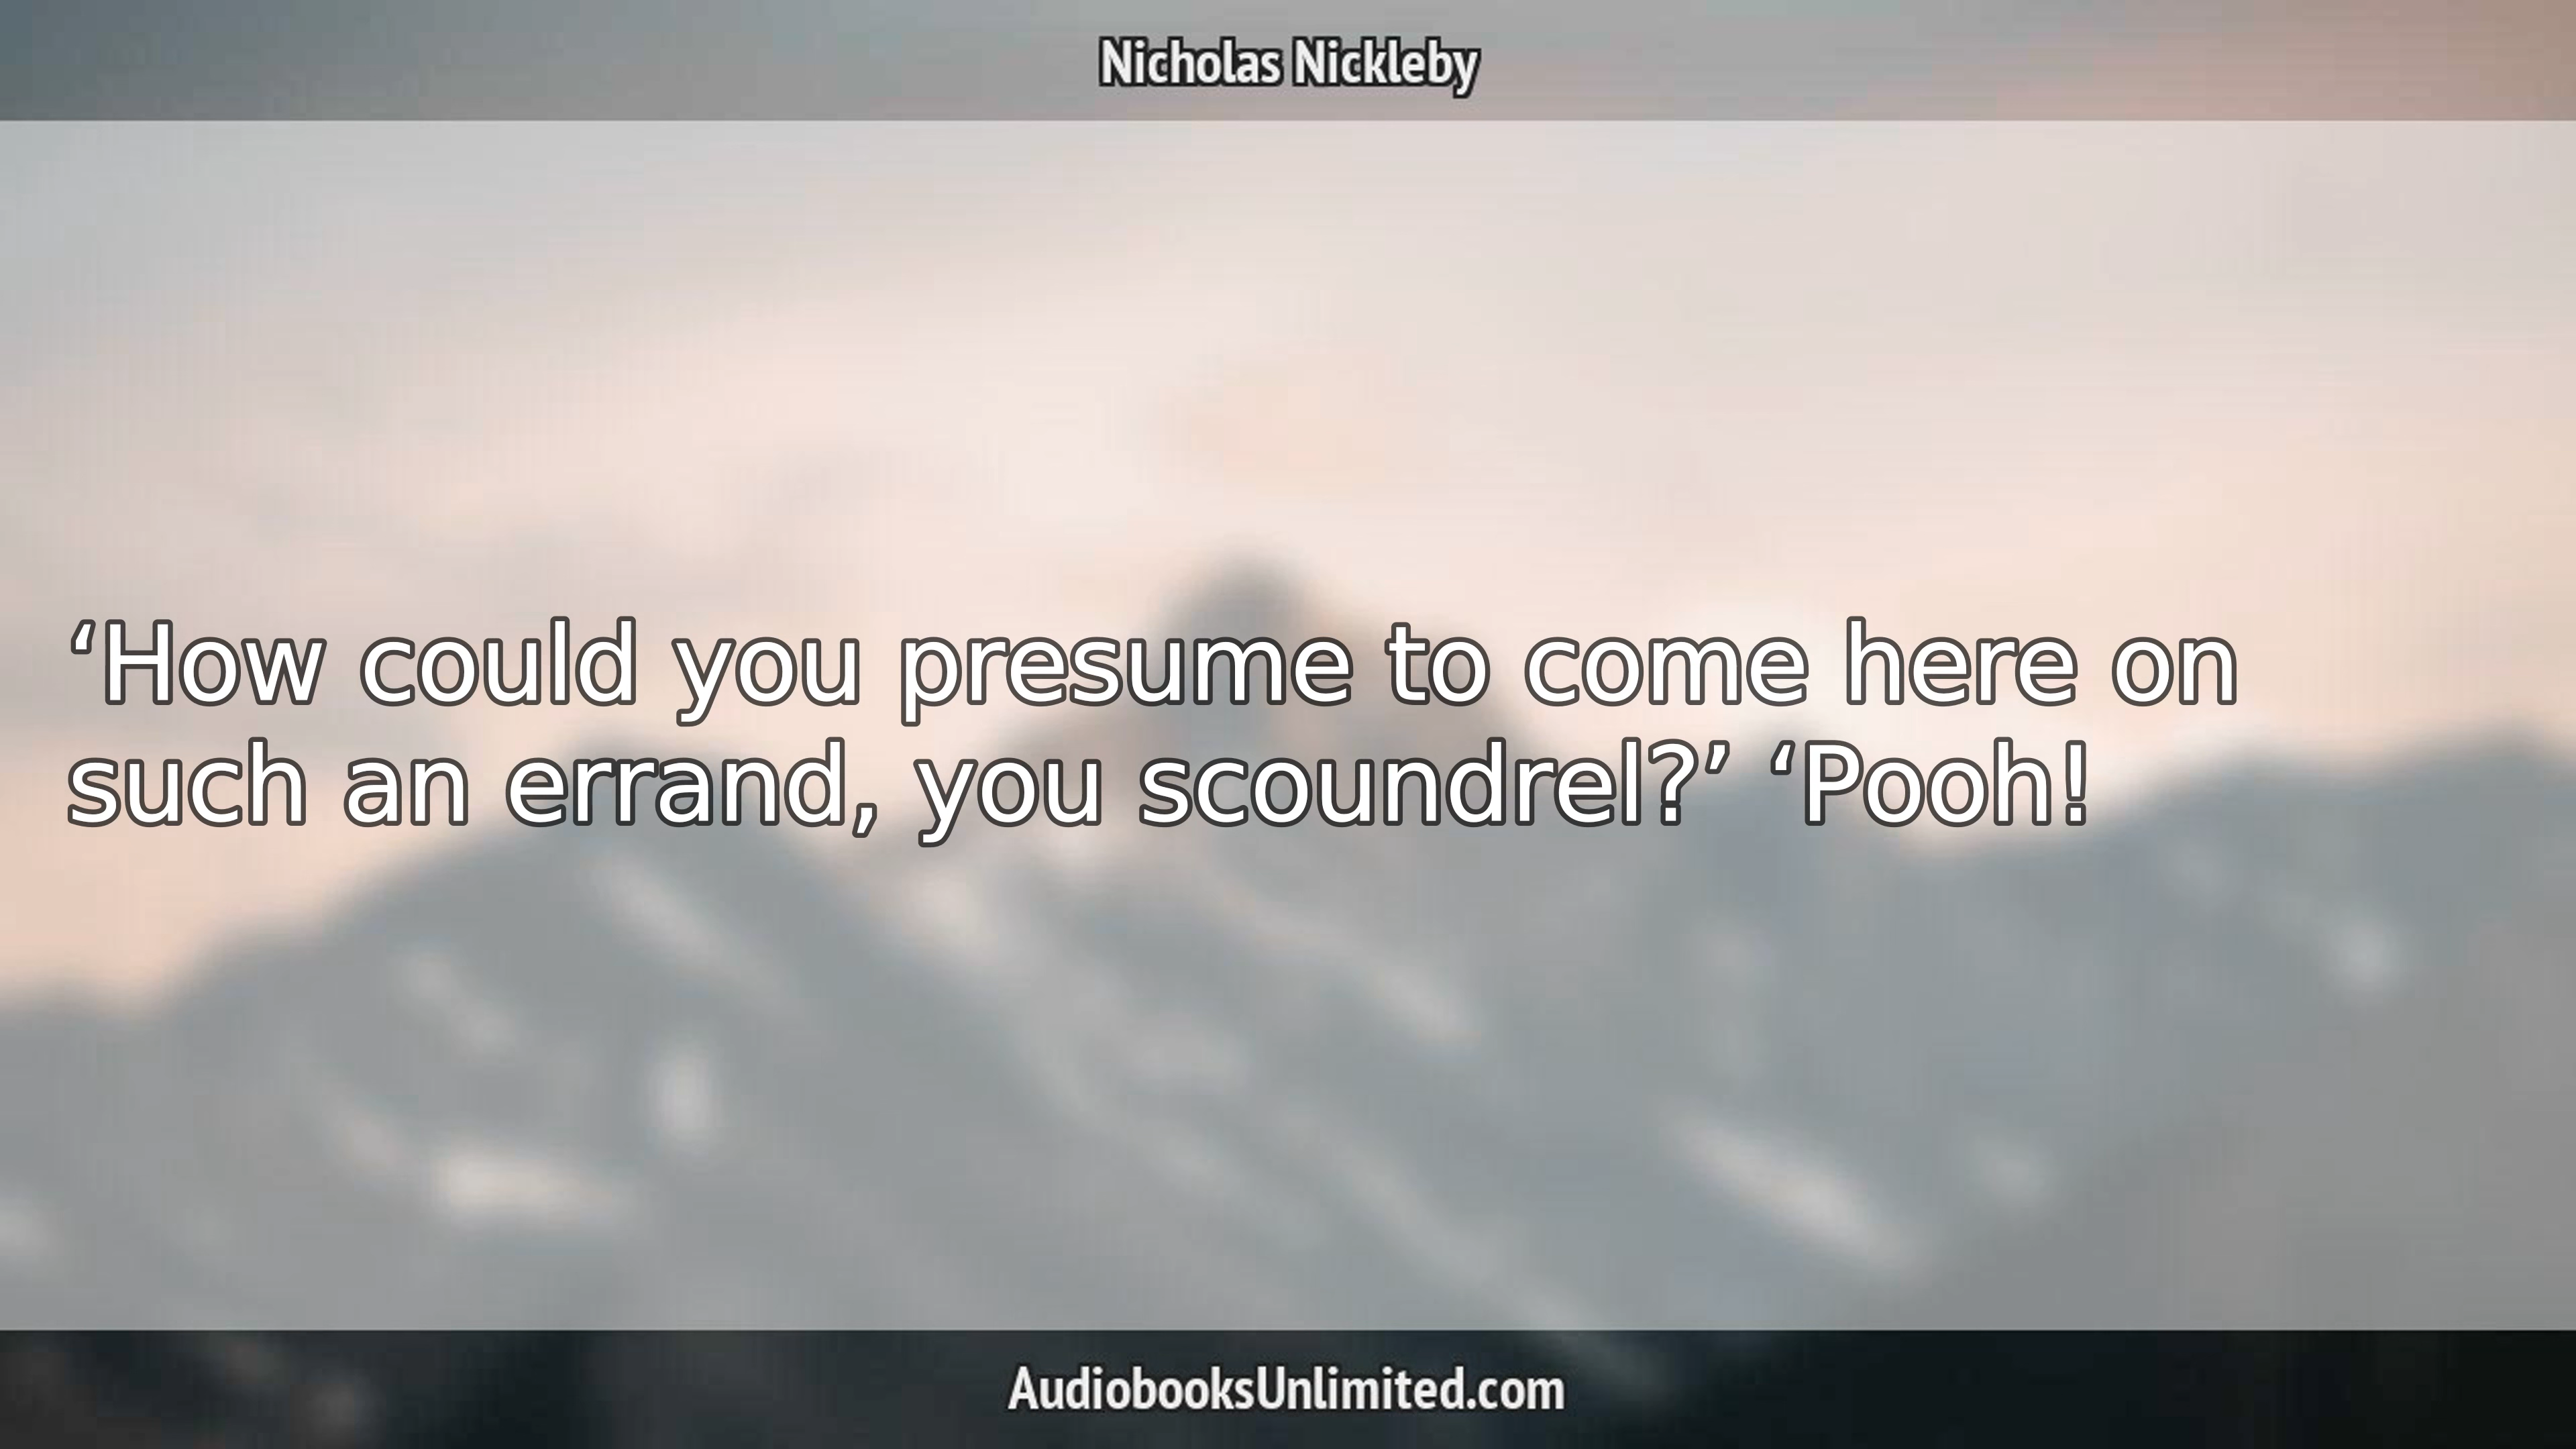 Nicholas Nickleby
‘How could you presume to come here on
such an errand, you scoundrel?’ ‘Pooh!
AudiobooksUnlimited.com